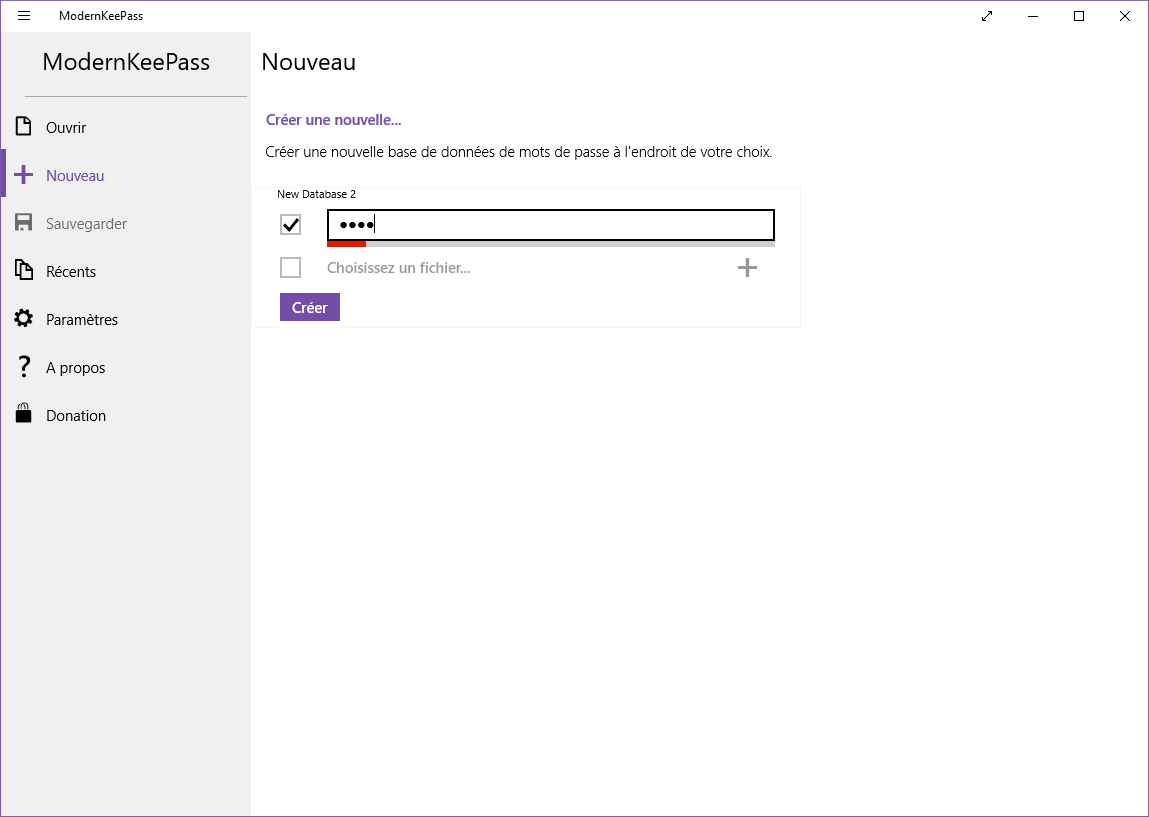 ModernKeePass
ModernKeePass
Nouveau
Ouvrir
Nouveau
Sauvegarder
Récents
Paramètres
A propos
Donation
Créer une nouvelle...
Créer une nouvelle base de données de mots de passe à l'endroit de votre choix.
New Database 2
••••
Choisissez un fichier...
Créer